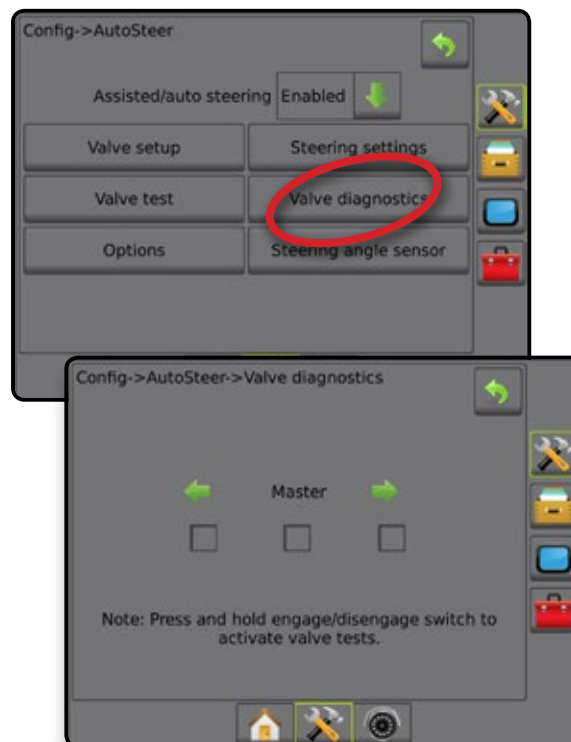 Config->AutoSteer
Assisted/auto steering Enabled
Valve setup Steering settings
Valve test Valve diagnostics
Options Steering angle sensor
Config->AutoSteer->Valve diagnostics
Master
Note: Press and hold engage/disengage switch to
activate valve tests.